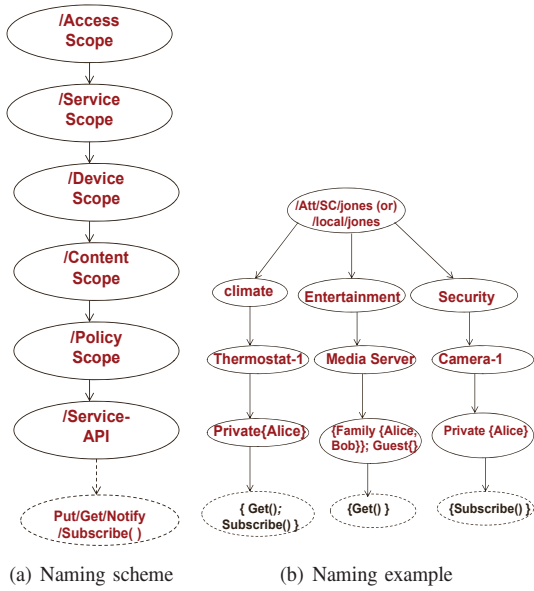 /Access
Scope
/Service
Scope
/Device
Scope
/Content
Scope
/Policy
Scope
/Service-
API
Put/Get/Notify
/Subscribe( )
(a) Naming scheme
/Att/SC/jones (or)
/local/jones
climate
Entertainment
Security
Thermostat-1
Media Server
Camera-1
Private{Alice}
{Family {Alice,
Bob}}; Guest{}
Private {Alice}
{ Get();
Subscribe() }
{Get() }
{Subscribe() }
(b) Naming example